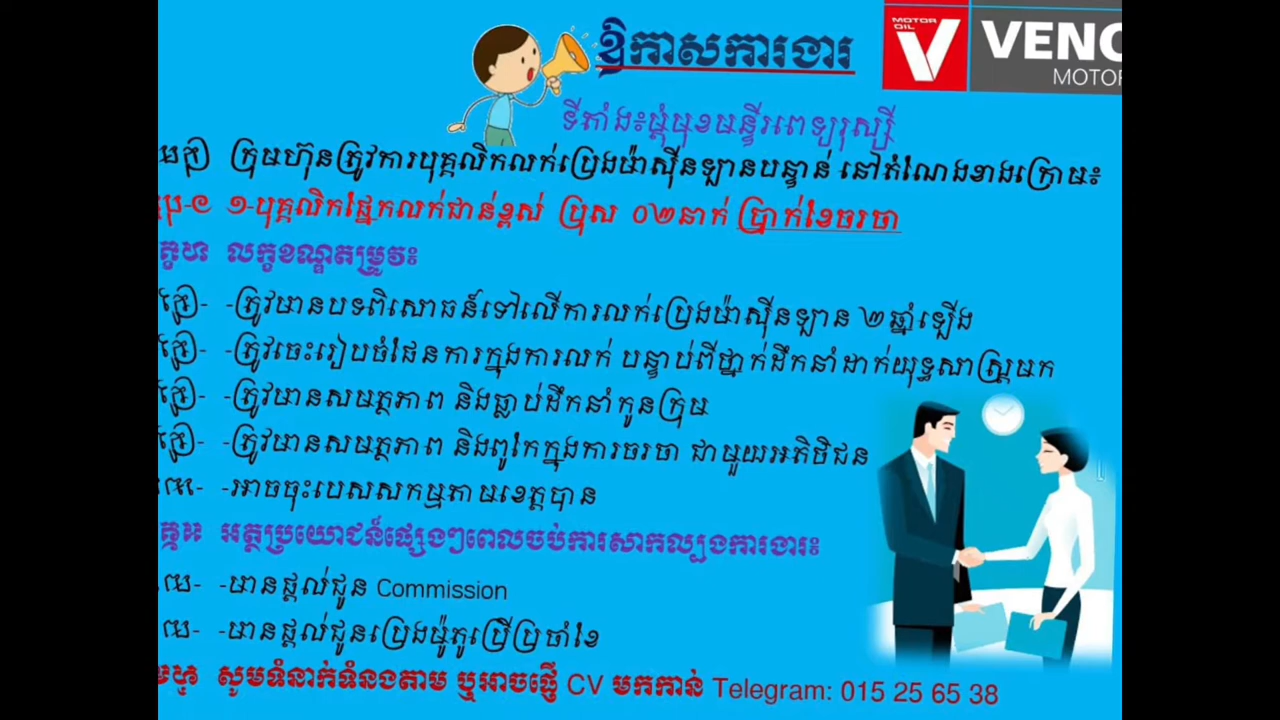 ឱកាសការងារ
MOTOR OIL
VENO
MOTOR
ទីតាំង៖ម្ដុំមុខមន្ទីរពេទ្យរុស្ស៊ី
ក្រុមហ៊ុនត្រូវការបុគ្គលិកលក់ប្រេងម៉ាស៊ីនឡានបន្ទាន់ នៅតំណែងខាងក្រោម៖
១-បុគ្គលិកផ្នែកលក់ជាន់ខ្ពស់ ប្រុស ០២នាក់ ប្រាក់ខែចរចា
លក្ខខណ្ឌតម្រូវ៖
-ត្រូវមានបទពិសោធន៍ទៅលើការលក់ប្រេងម៉ាស៊ីនឡាន ២ ឆ្នាំឡើង
-ត្រូវចេះរៀបចំផែនការក្នុងការលក់ បន្ទាប់ពីថ្នាក់ដឹកនាំដាក់យុទ្ធសាស្ត្រមក
-ត្រូវមានសមត្ថភាព និងធ្លាប់ដឹកនាំកូនក្រុម
-ត្រូវមានសមត្ថភាព និងពូកែក្នុងការចរចា ជាមួយអតិថិជន
-អាចចុះបេសសកម្មតាមខេត្តបាន
អត្ថប្រយោជន៍ផ្សេងៗពេលចប់ការសាកល្បងការងារ៖
-មានផ្ដល់ជូន Commission
-មានផ្ដល់ជូនប្រេងម៉ូតូប្រើប្រចាំខែ
សូមទំនាក់ទំនងតាម ឬអាចផ្ញើ CV មកកាន់ Telegram: 015 25 65 38